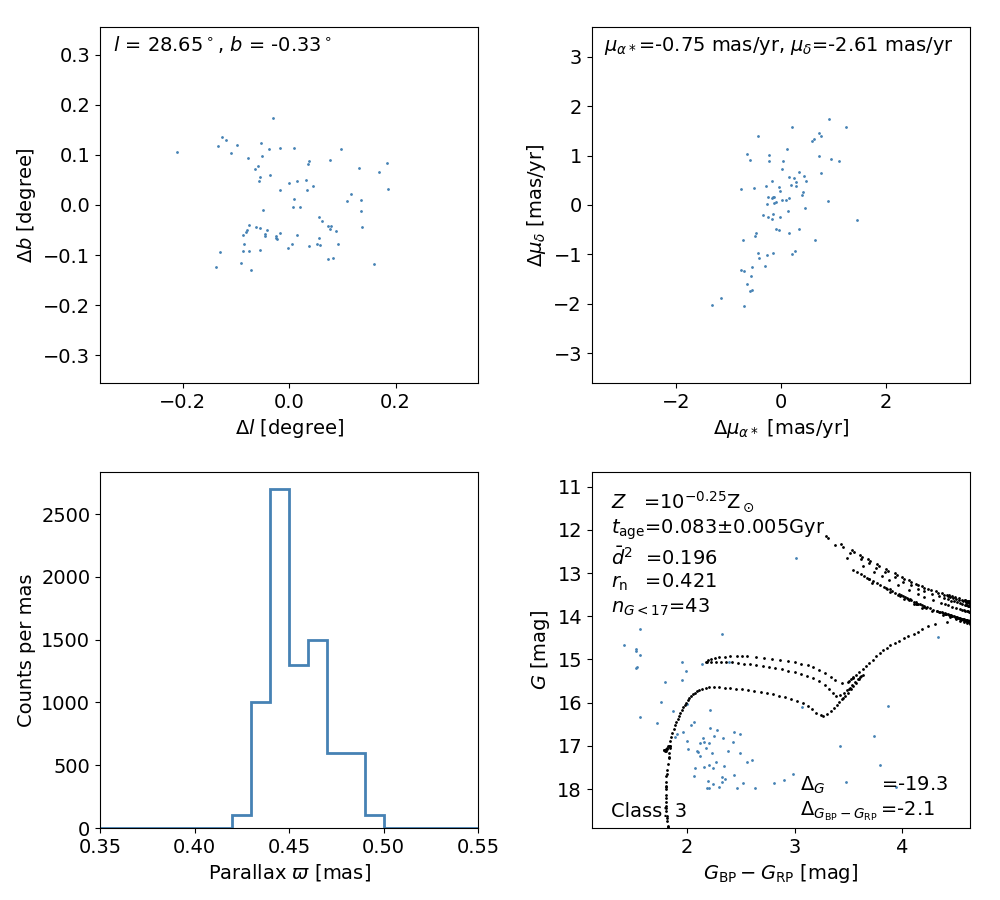 l = 28.65°, b = -0.33°
0.3
0.2
0.1
0.0
−0.1
−0.2
−0.3
Δb [degree]
−0.2 0.0 0.2
Δl [degree]
μα*=-0.75 mas/yr, μδ=-2.61 mas/yr
3
2
1
0
−1
−2
−3
Δμδ [mas/yr]
−2 0 2
Δμα* [mas/yr]
2500
2000
1500
1000
500
0
Counts per mas
0.35 0.40 0.45 0.50 0.55
Parallax ϖ [mas]
11
12
13
14
15
16
17
18
G [mag]
Z =10^−0.25 Z⊙
t_age=0.083±0.005Gyr
d̄² =0.196
r_n =0.421
n_G<17=43
Δ_G =-19.3
Class: 3
Δ_G_BP−G_RP =-2.1
2 3 4
G_BP − G_RP [mag]